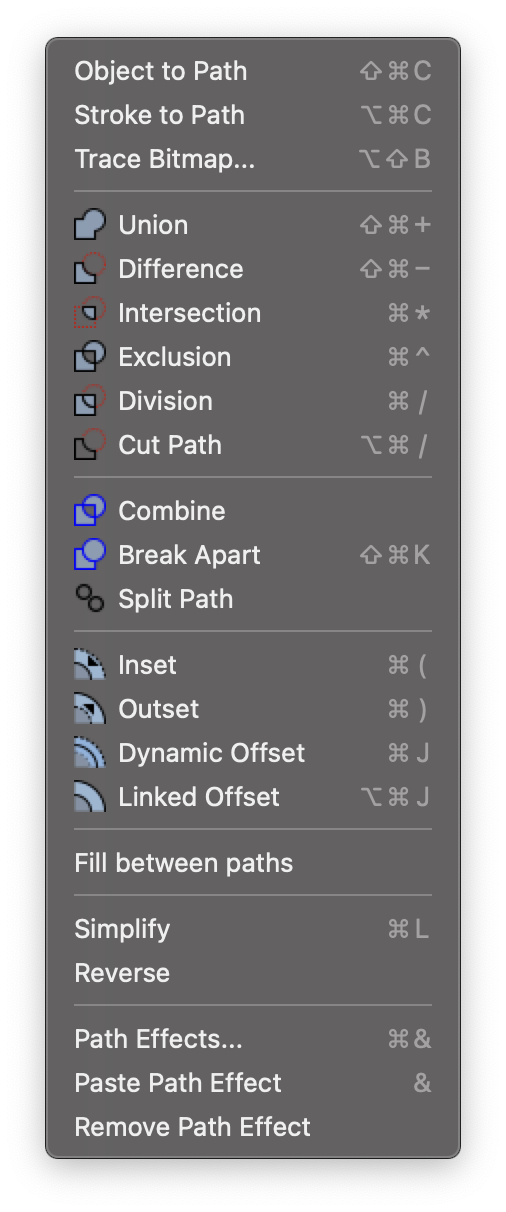 Object to Path ⇧⌘C
Stroke to Path ⌥⌘C
Trace Bitmap... ⌥⇧B
Union ⇧⌘+
Difference ⇧⌘−
Intersection ⌘*
Exclusion ⌘^
Division ⌘/
Cut Path ⌥⌘/
Combine
Break Apart ⇧⌘K
Split Path
Inset ⌘(
Outset ⌘)
Dynamic Offset ⌘J
Linked Offset ⌥⌘J
Fill between paths
Simplify ⌘L
Reverse
Path Effects... ⌘&
Paste Path Effect &
Remove Path Effect